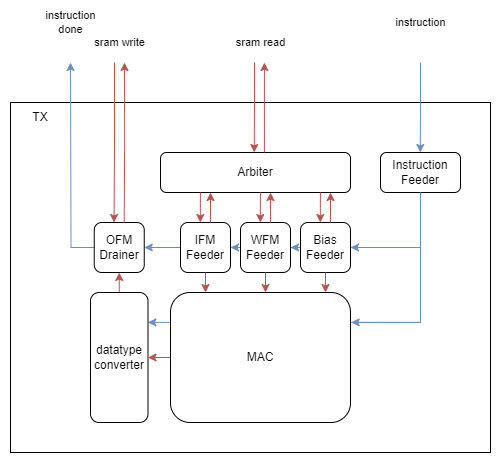 instruction
done
sram write
sram read
instruction
TX
Arbiter
Instruction
Feeder
OFM
Drainer
IFM
Feeder
WFM
Feeder
Bias
Feeder
datatype
converter
MAC